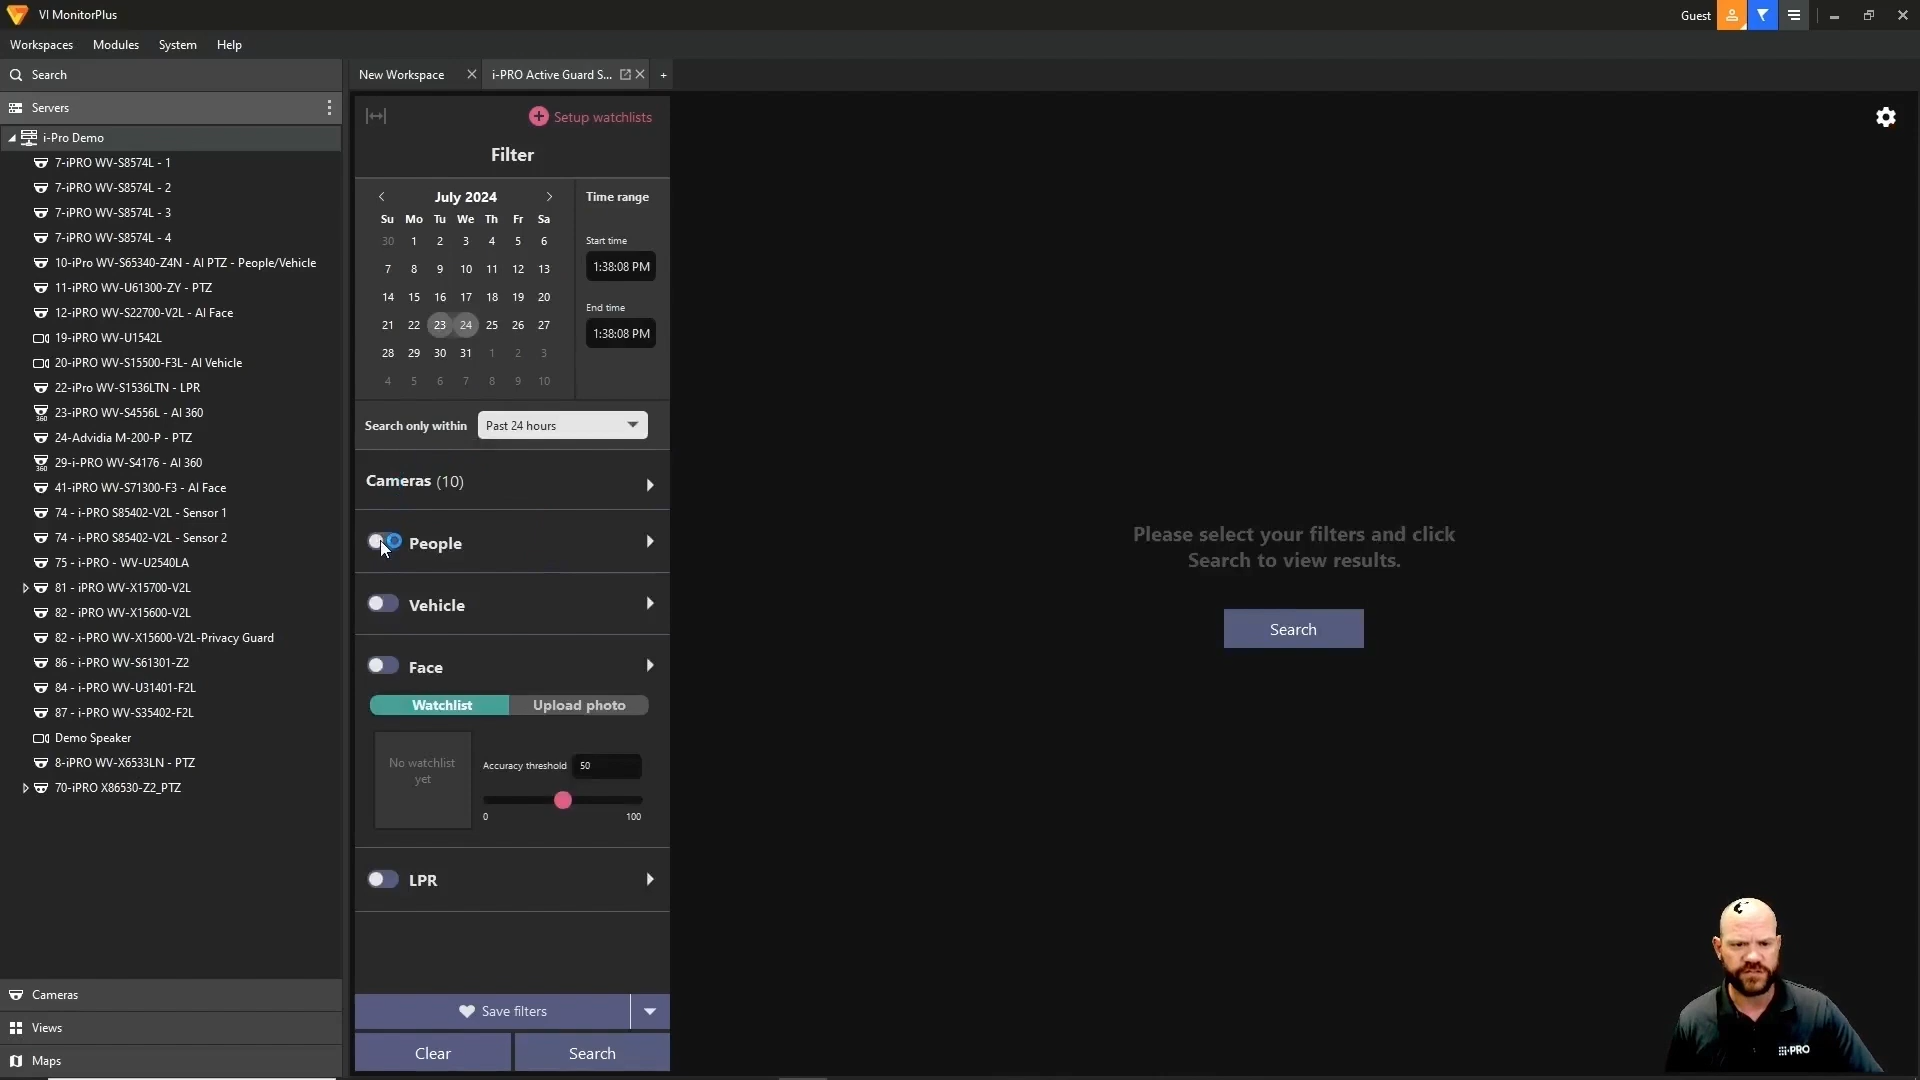 VI MonitorPlus
Guest
Workspaces Modules System Help
Search
New Workspace
i-PRO Active Guard S...
+
Servers
i-Pro Demo
7-iPRO WV-S8574L - 1
7-iPRO WV-S8574L - 2
7-iPRO WV-S8574L - 3
7-iPRO WV-S8574L - 4
10-iPro WV-S65340-Z4N - AI PTZ - People/Vehicle
11-iPRO WV-U61300-ZY - PTZ
12-iPRO WV-S22700-V2L - AI Face
19-iPRO WV-U1542L
20-iPRO WV-S15500-F3L- AI Vehicle
22-iPro WV-S1536LTN - LPR
360
23-iPRO WV-S4556L - AI 360
24-Advidia M-200-P - PTZ
360
29-i-PRO WV-S4176 - AI 360
41-iPRO WV-S71300-F3 - AI Face
74 - i-PRO S85402-V2L - Sensor 1
74 - i-PRO S85402-V2L - Sensor 2
75 - i-PRO - WV-U2540LA
81 - iPRO WV-X15700-V2L
82 - iPRO WV-X15600-V2L
82 - i-PRO WV-X15600-V2L-Privacy Guard
86 - i-PRO WV-S61301-Z2
84 - i-PRO WV-U31401-F2L
87 - i-PRO WV-S35402-F2L
Demo Speaker
8-iPRO WV-X6533LN - PTZ
70-iPRO X86530-Z2_PTZ
Cameras
Views
Maps
Setup watchlists
Filter
July 2024
Su Mo Tu We Th Fr Sa
30 1 2 3 4 5 6
7 8 9 10 11 12 13
14 15 16 17 18 19 20
21 22 23 24 25 26 27
28 29 30 31 1 2 3
4 5 6 7 8 9 10
Time range
Start time
1:38:08 PM
End time
1:38:08 PM
Search only within
Past 24 hours
Cameras (10)
People
Vehicle
Face
Watchlist
Upload photo
No watchlist
yet
Accuracy threshold
50
0
100
LPR
Save filters
Clear
Search
Please select your filters and click
Search to view results.
Search
i-PRO